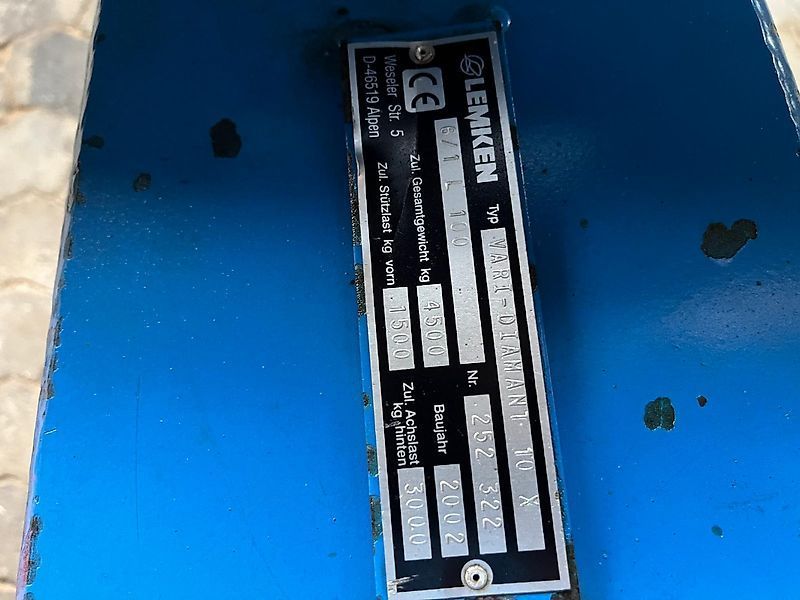 LEMKEN
Typ VARI-DIAMANT 10 X
6/1 L 100
Nr. 252 322
CE
Zul. Gesamtgewicht kg 4500
Baujahr 2002
Weseler Str. 5
D-46519 Alpen
Zul. Stützlast kg vorn 1500
Zul. Achslast
kg hinten 3000